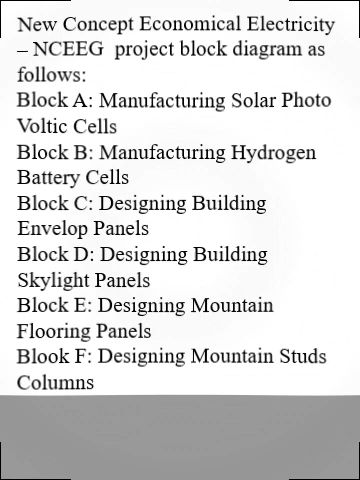 New Concept Economical Electricity
– NCEEG  project block diagram as
follows:
Block A: Manufacturing Solar Photo
Voltic Cells
Block B: Manufacturing Hydrogen
Battery Cells
Block C: Designing Building
Envelop Panels
Block D: Designing Building
Skylight Panels
Block E: Designing Mountain
Flooring Panels
Blook F: Designing Mountain Studs
Columns